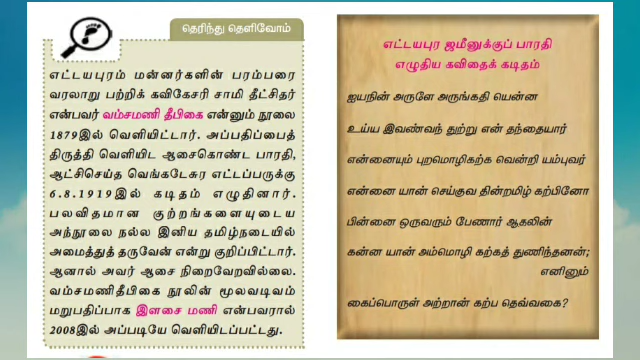 தெரிந்து தெளிவோம்
எட்டயபுரம் மன்னர்களின் பரம்பரை
வரலாறு பற்றிக் கவிகேசரி சாமி தீட்சிதர்
என்பவர் வம்சமணி தீபிகை என்னும் நூலை
1879இல் வெளியிட்டார். அப்பதிப்பைத்
திருத்தி வெளியிட ஆசைகொண்ட பாரதி,
ஆட்சிசெய்த வெங்கடேசுர எட்டப்பருக்கு
6.8.1919இல் கடிதம் எழுதினார்.
பலவிதமான குற்றங்களையுடைய
அந்நூலை நல்ல இனிய தமிழ்நடையில்
அமைத்துத் தருவேன் என்று குறிப்பிட்டார்.
ஆனால் அவர் ஆசை நிறைவேறவில்லை.
வம்சமணிதீபிகை நூலின் மூலவடிவம்
மறுபதிப்பாக இளசை மணி என்பவரால்
2008இல் அப்படியே வெளியிடப்பட்டது.
எட்டயபுர ஜமீனுக்குப் பாரதி
எழுதிய கவிதைக் கடிதம்
ஐயநின் அருளே அருங்கதி யென்ன
உய்ய இவண்வந் துற்று என் தந்தையார்
என்னையும் புறமொழிகற்க வென்றி யம்புவர்
என்னை யான் செய்குவ தின்றமிழ் கற்பினோ
பின்னை ஒருவரும் பேணார் ஆகலின்
கன்ன யான் அம்மொழி கற்கத் துணிந்தனன்;
எனினும்
கைப்பொருள் அற்றான் கற்ப தெவ்வகை?